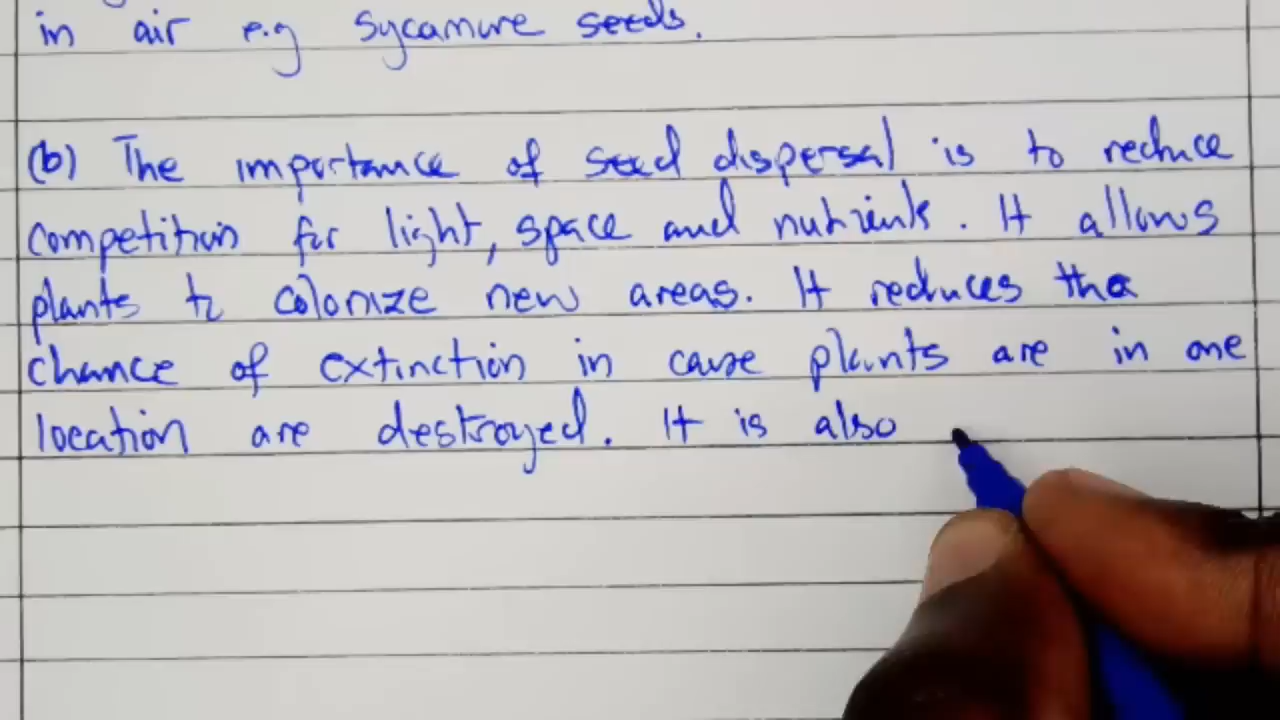 in air e.g sycamore seeds.
(b) The importance of seed dispersal is to reduce
competition for light, space and nutrients. It allows
plants to colonize new areas. It reduces the
chance of extinction in case plants are in one
location are destroyed. It is also